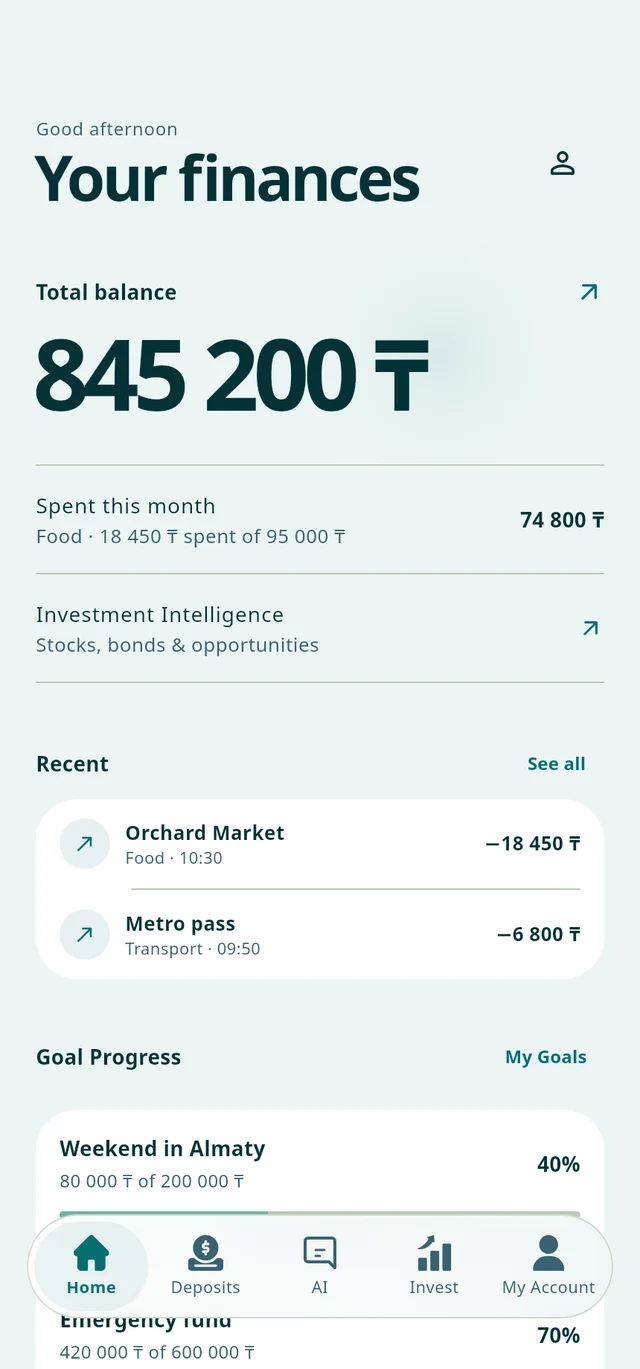 Good afternoon
Your finances
Total balance
845 200 ₸
Spent this month
Food · 18 450 ₸ spent of 95 000 ₸
74 800 ₸
Investment Intelligence
Stocks, bonds & opportunities
Recent
See all
Orchard Market
Food · 10:30
−18 450 ₸
Metro pass
Transport · 09:50
−6 800 ₸
Goal Progress
My Goals
Weekend in Almaty
80 000 ₸ of 200 000 ₸
40%
Home
Deposits
AI
Invest
My Account
Emergency fund
420 000 ₸ of 600 000 ₸
70%